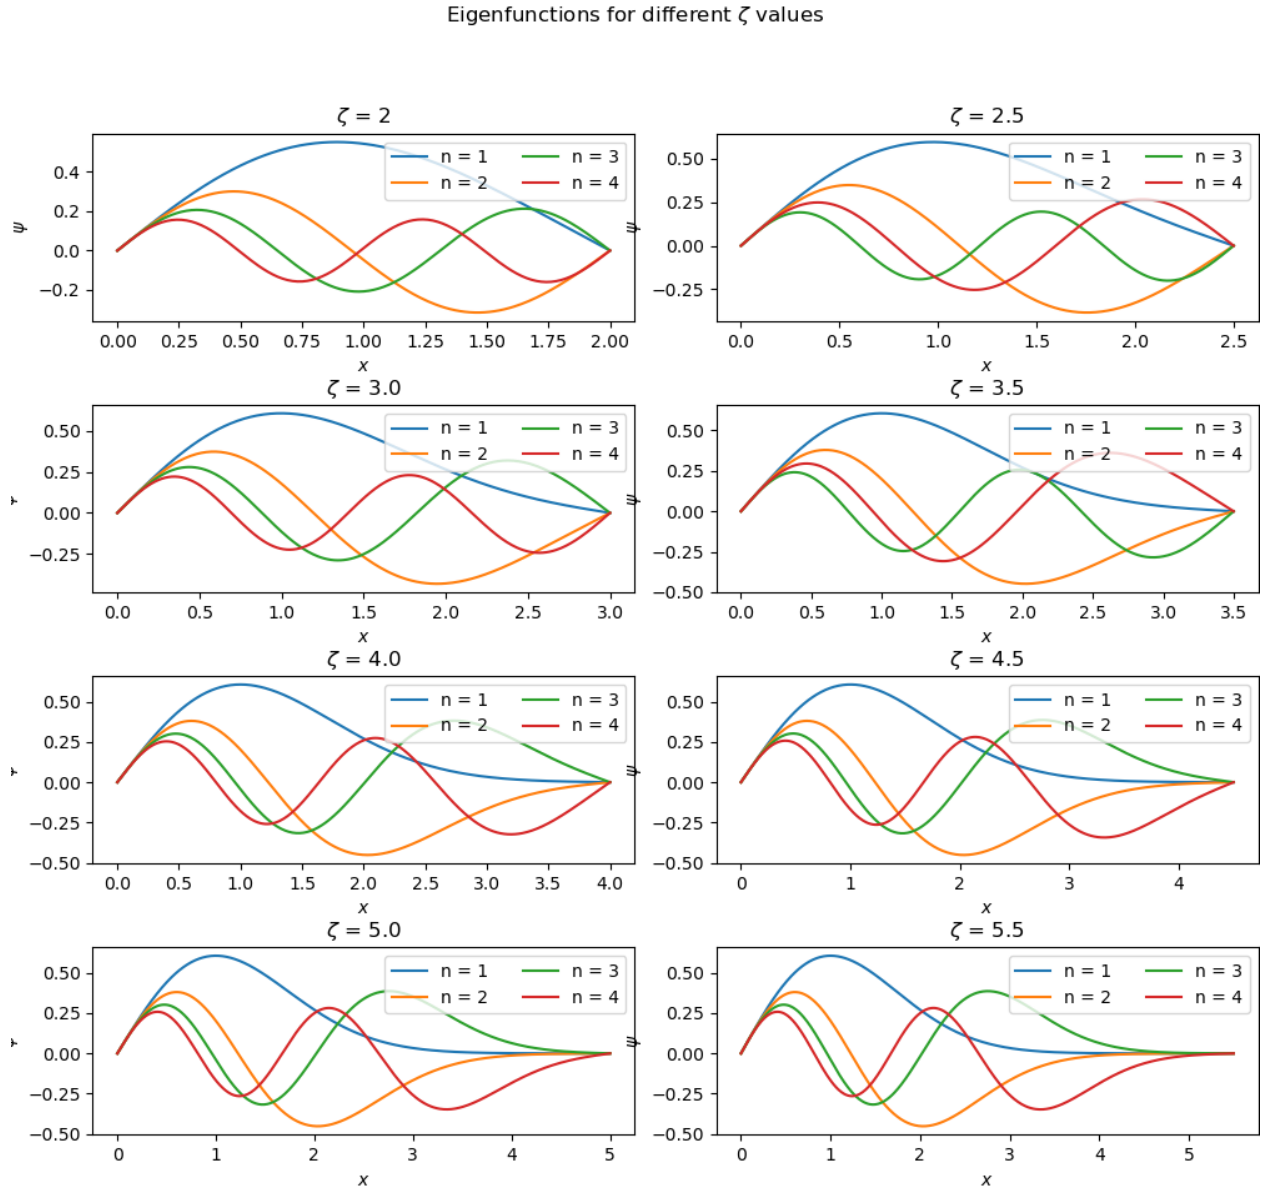 Eigenfunctions for different ζ values
ζ = 2
n = 1 n = 3
n = 2 n = 4
0.4
0.2
0.0
−0.2
ψ
0.00 0.25 0.50 0.75 1.00 1.25 1.50 1.75 2.00
x
ζ = 2.5
n = 1 n = 3
n = 2 n = 4
0.50
0.25
0.00
−0.25
ψ
0.0 0.5 1.0 1.5 2.0 2.5
x
ζ = 3.0
n = 1 n = 3
n = 2 n = 4
0.50
0.25
0.00
−0.25
0.0 0.5 1.0 1.5 2.0 2.5 3.0
x
ζ = 3.5
n = 1 n = 3
n = 2 n = 4
0.50
0.25
0.00
−0.25
−0.50
ψ
0.0 0.5 1.0 1.5 2.0 2.5 3.0 3.5
x
ζ = 4.0
n = 1 n = 3
n = 2 n = 4
0.50
0.25
0.00
−0.25
−0.50
0.0 0.5 1.0 1.5 2.0 2.5 3.0 3.5 4.0
x
ζ = 4.5
n = 1 n = 3
n = 2 n = 4
0.50
0.25
0.00
−0.25
−0.50
ψ
0 1 2 3 4
x
ζ = 5.0
n = 1 n = 3
n = 2 n = 4
0.50
0.25
0.00
−0.25
−0.50
0 1 2 3 4 5
x
ζ = 5.5
n = 1 n = 3
n = 2 n = 4
0.50
0.25
0.00
−0.25
−0.50
ψ
0 1 2 3 4 5
x